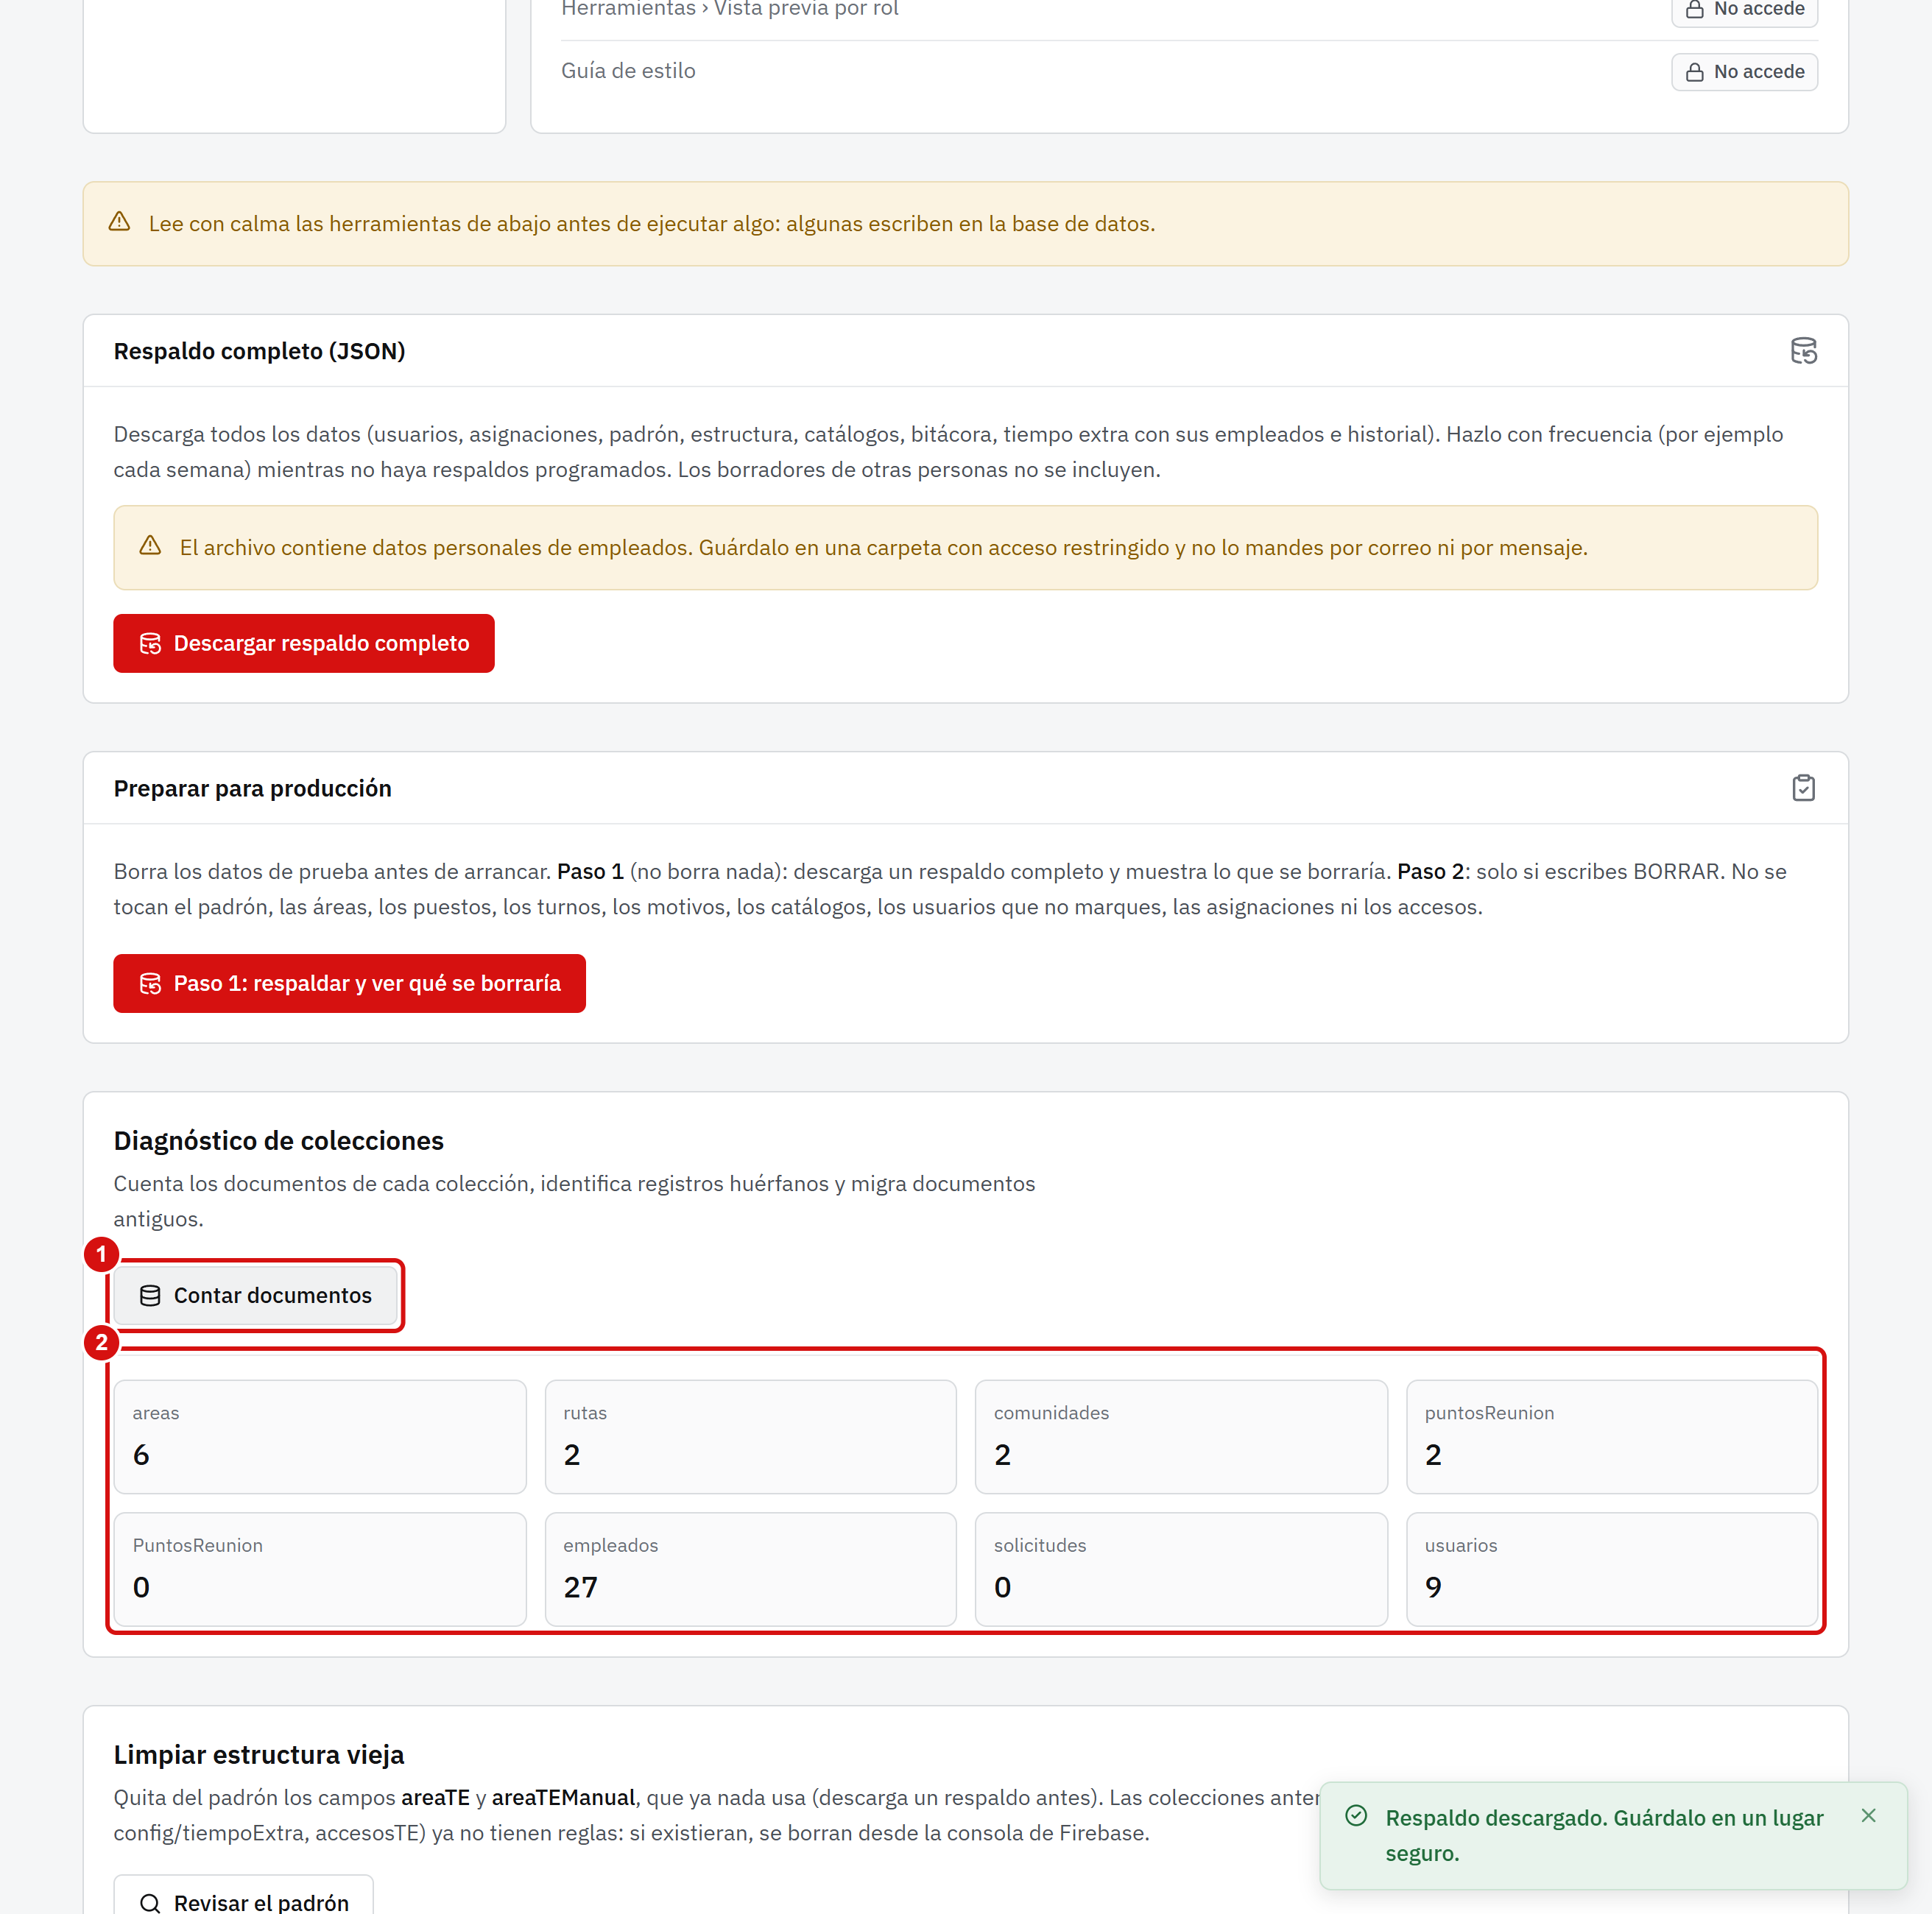 Herramientas › Vista previa por rol
No accede
Guía de estilo
No accede
Lee con calma las herramientas de abajo antes de ejecutar algo: algunas escriben en la base de datos.
Respaldo completo (JSON)
Descarga todos los datos (usuarios, asignaciones, padrón, estructura, catálogos, bitácora, tiempo extra con sus empleados e historial). Hazlo con frecuencia (por ejemplo
cada semana) mientras no haya respaldos programados. Los borradores de otras personas no se incluyen.
El archivo contiene datos personales de empleados. Guárdalo en una carpeta con acceso restringido y no lo mandes por correo ni por mensaje.
Descargar respaldo completo
Preparar para producción
Borra los datos de prueba antes de arrancar. Paso 1 (no borra nada): descarga un respaldo completo y muestra lo que se borraría. Paso 2: solo si escribes BORRAR. No se
tocan el padrón, las áreas, los puestos, los turnos, los motivos, los catálogos, los usuarios que no marques, las asignaciones ni los accesos.
Paso 1: respaldar y ver qué se borraría
Diagnóstico de colecciones
Cuenta los documentos de cada colección, identifica registros huérfanos y migra documentos
antiguos.
1
Contar documentos
2
areas
6
rutas
2
comunidades
2
puntosReunion
2
PuntosReunion
0
empleados
27
solicitudes
0
usuarios
9
Limpiar estructura vieja
Quita del padrón los campos areaTE y areaTEManual, que ya nada usa (descarga un respaldo antes). Las colecciones anter
config/tiempoExtra, accesosTE) ya no tienen reglas: si existieran, se borran desde la consola de Firebase.
Respaldo descargado. Guárdalo en un lugar
seguro.
Revisar el padrón